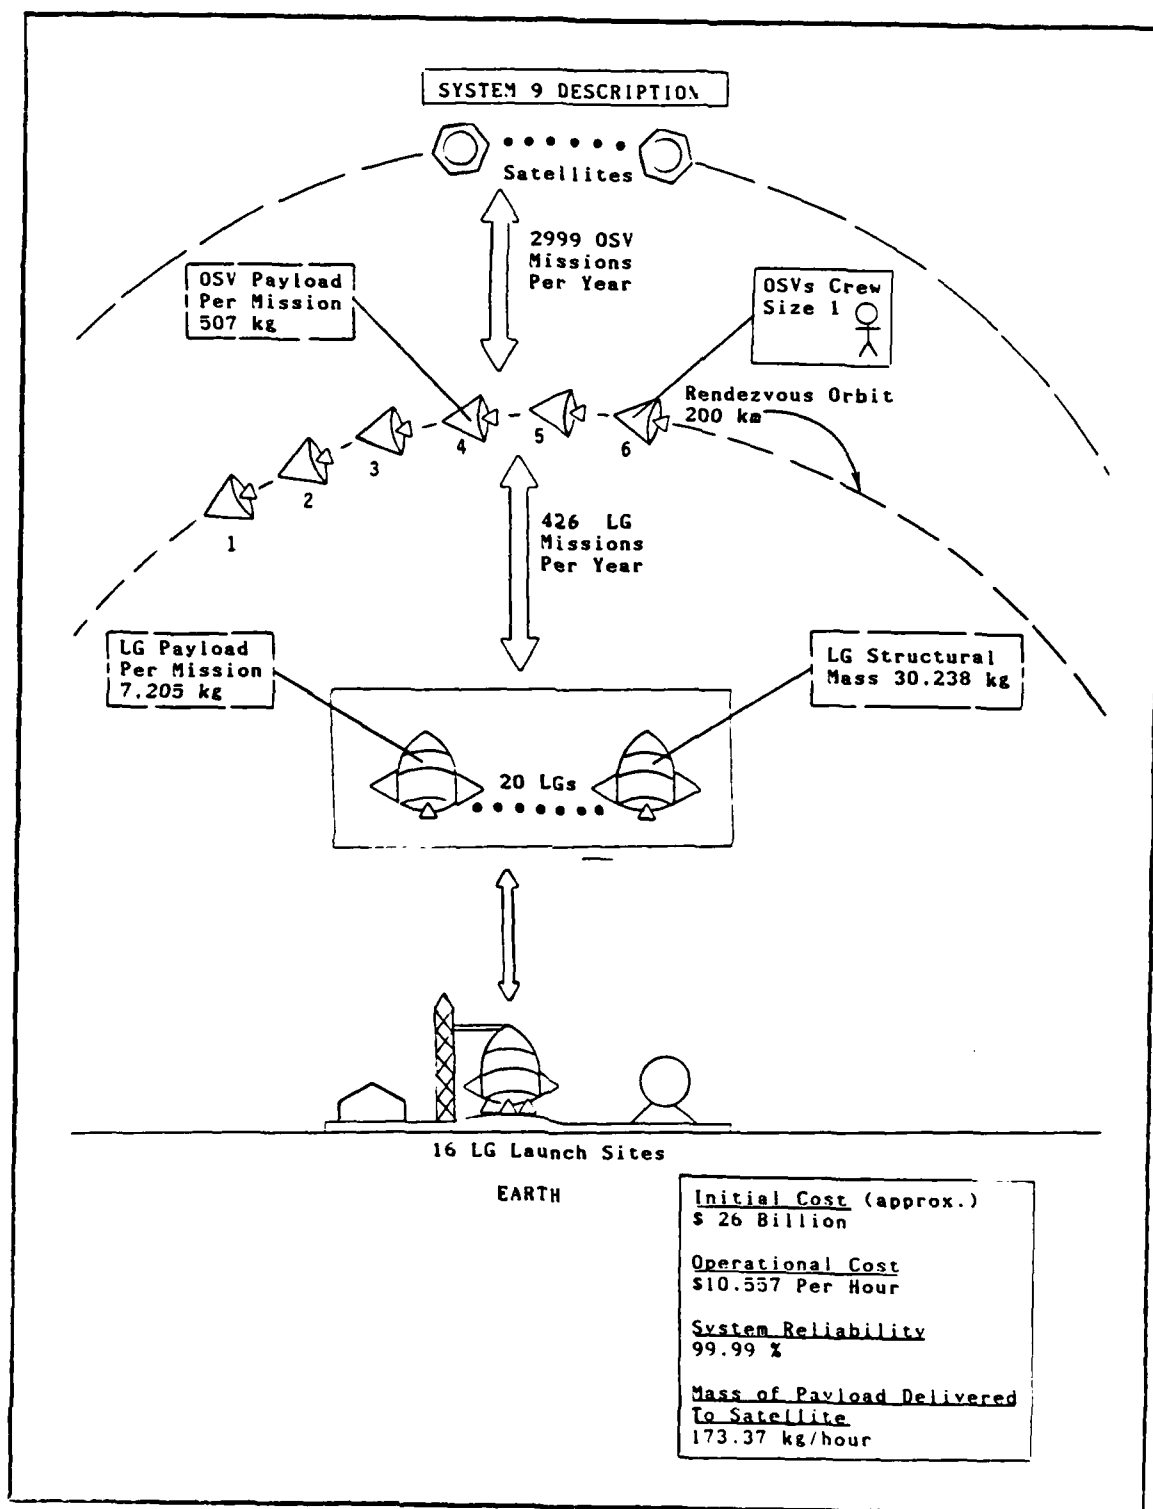 SYSTEM 9 DESCRIPTION
Satellites
2999 OSV
Missions
Per Year
OSV Payload
Per Mission
507 kg
OSVs Crew
Size 1
Rendezvous Orbit
200 km
1
2
3
4
5
6
426 LG
Missions
Per Year
LG Payload
Per Mission
7.205 kg
LG Structural
Mass 30.238 kg
20 LGs
16 LG Launch Sites
EARTH
Initial Cost (approx.)
$ 26 Billion
Operational Cost
$10.557 Per Hour
System Reliability
99.99 %
Mass of Payload Delivered
To Satellite
173.37 kg/hour